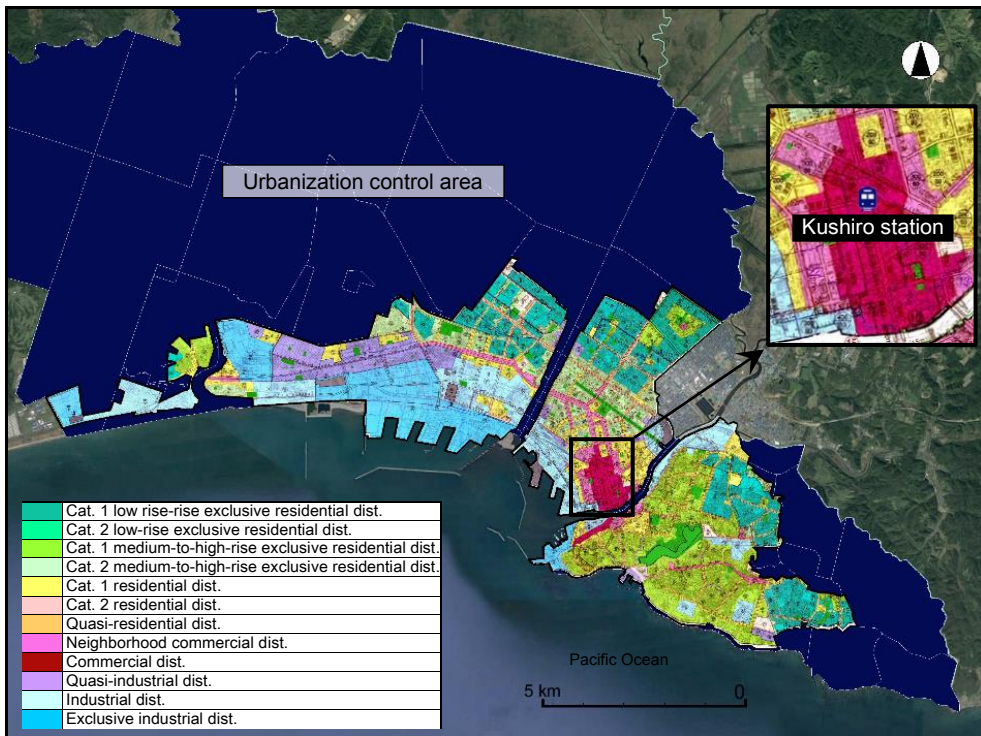 Urbanization control area
Kushiro station
Cat. 1 low rise-rise exclusive residential dist.
Cat. 2 low-rise exclusive residential dist.
Cat. 1 medium-to-high-rise exclusive residential dist.
Cat. 2 medium-to-high-rise exclusive residential dist.
Cat. 1 residential dist.
Cat. 2 residential dist.
Quasi-residential dist.
Neighborhood commercial dist.
Commercial dist.
Quasi-industrial dist.
Industrial dist.
Exclusive industrial dist.
Pacific Ocean
5 km 0